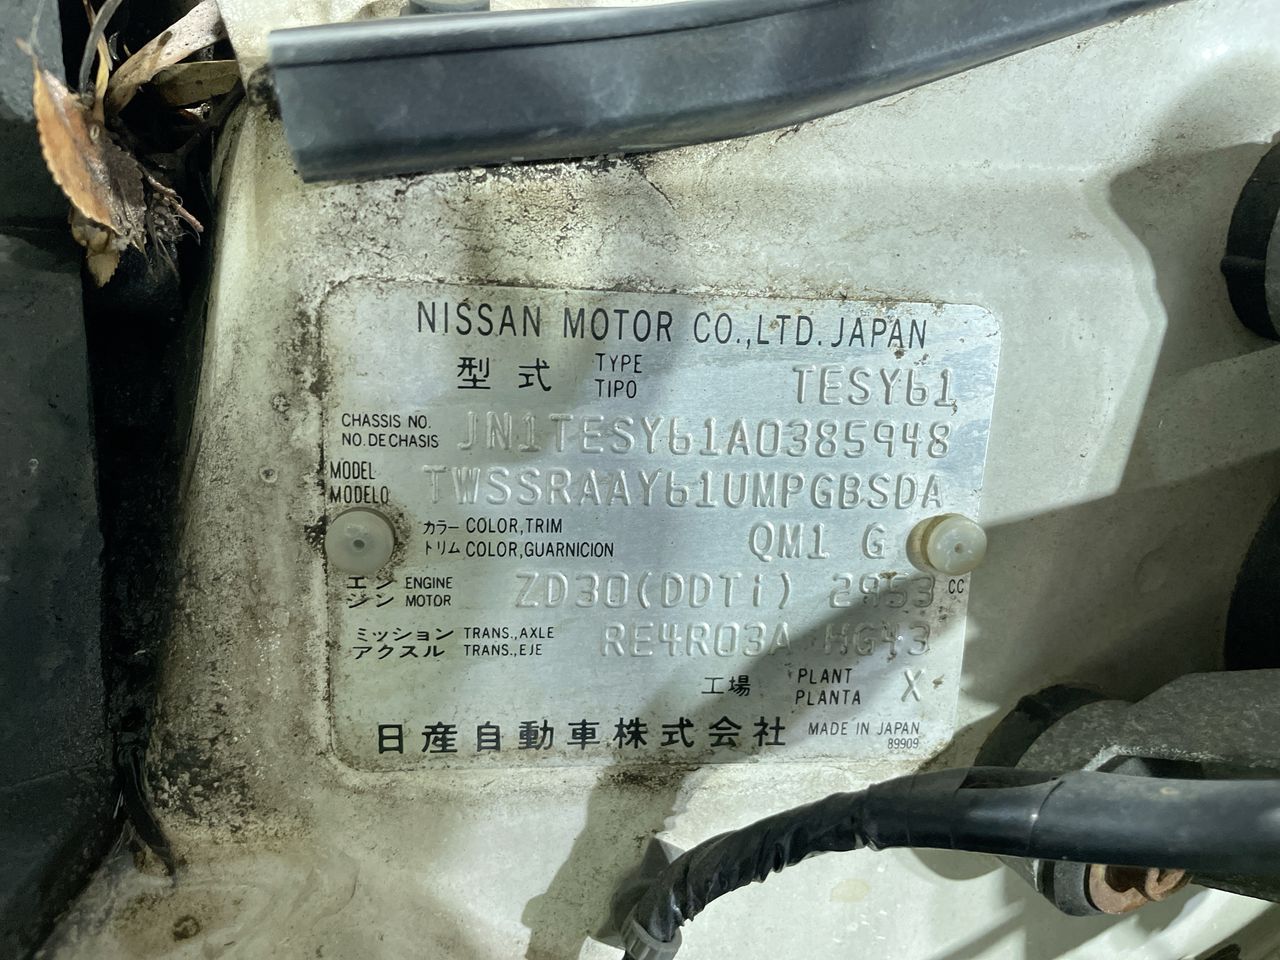 NISSAN MOTOR CO.,LTD. JAPAN
型式 TYPE TIPO TESY61
CHASSIS NO. NO. DE CHASIS JN1TESY61A0385948
MODEL MODELO TWSSRAAY61UMPGBSDA
カラー COLOR,TRIM
トリム COLOR,GUARNICION QM1 G
エンジン ENGINE MOTOR ZD30(DDTi) 2953 CC
ミッション TRANS.,AXLE
アクスル TRANS.,EJE RE4R03A HG43
工場 PLANT PLANTA X
日産自動車株式会社 MADE IN JAPAN
89909